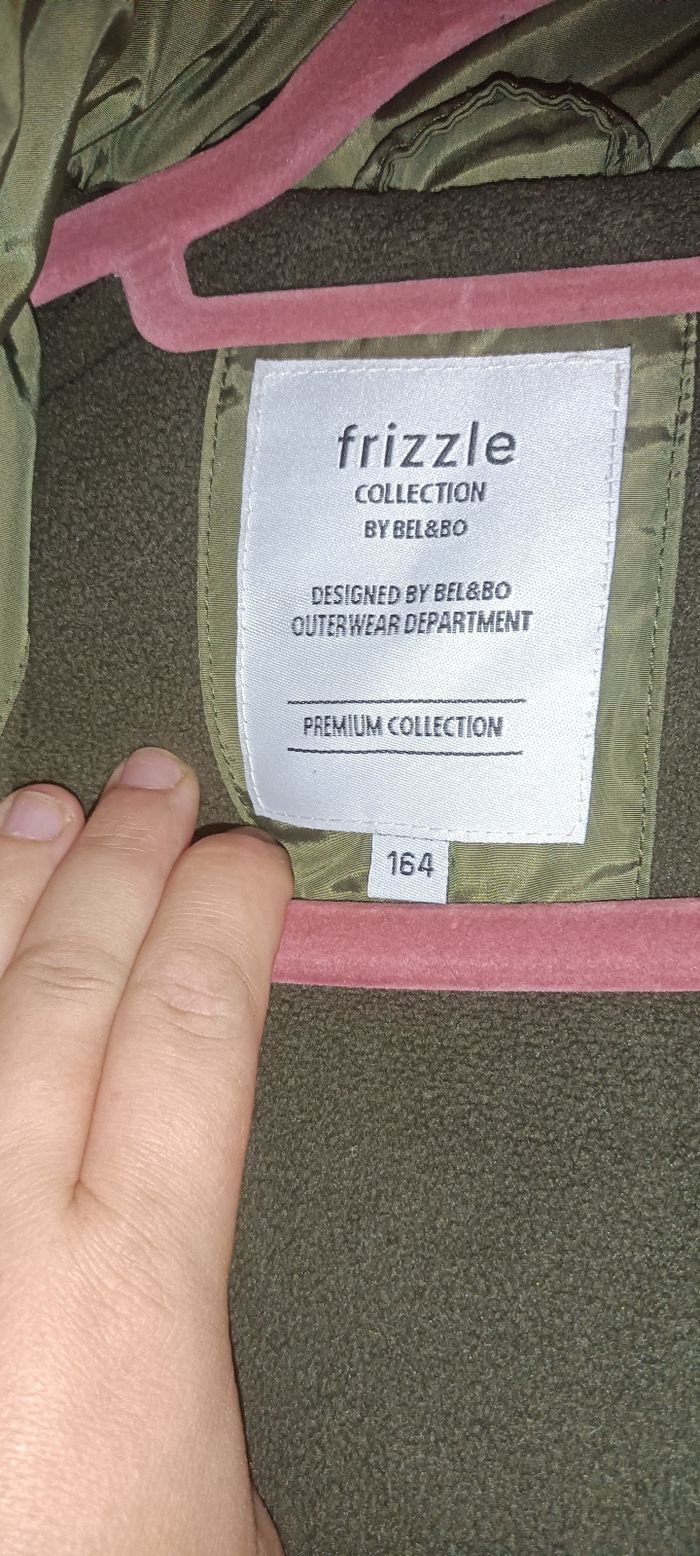 frizzle
COLLECTION
BY BEL&BO
DESIGNED BY BEL&BO
OUTERWEAR DEPARTMENT
PREMIUM COLLECTION
164